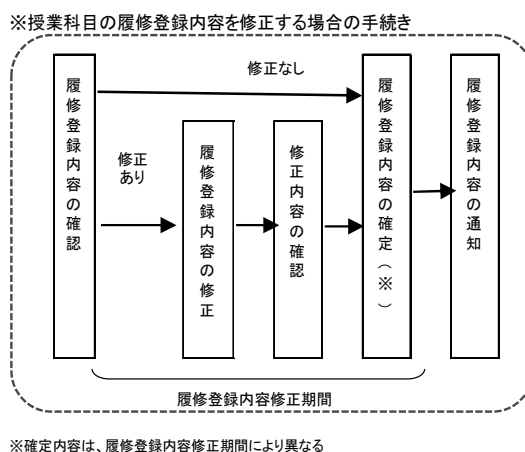 ※授業科目の履修登録内容を修正する場合の手続き
修正なし
履修登録内容の確認
修正
あり
履修登録内容の修正
修正内容の確認
履修登録内容の確定(※)
履修登録内容の通知
履修登録内容修正期間
※確定内容は、履修登録内容修正期間により異なる